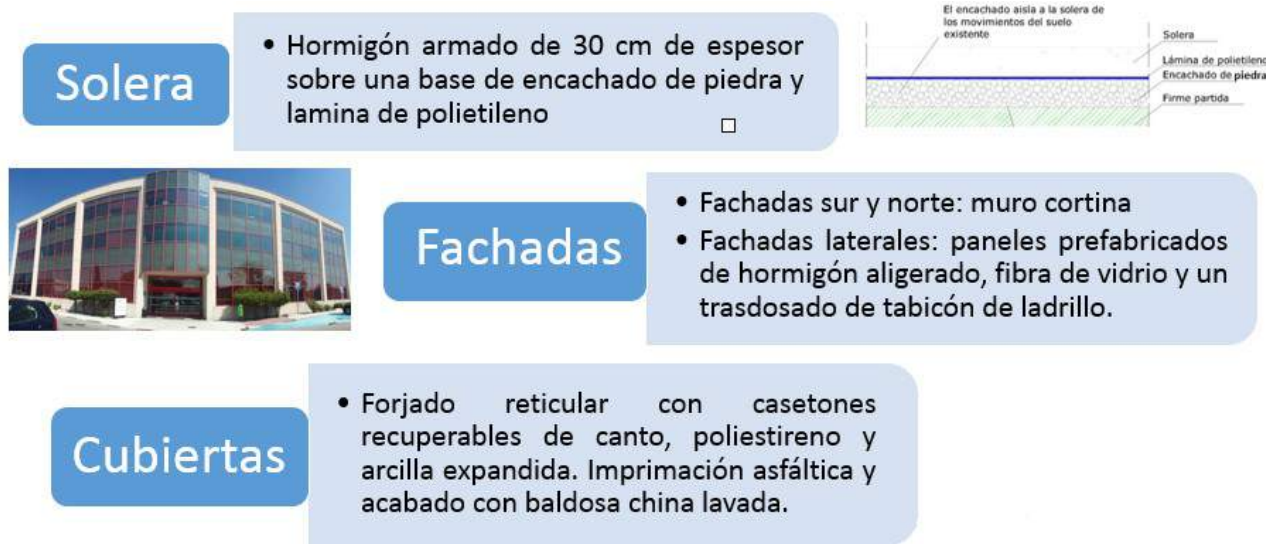 El encachado aisla a la solera de
los movimientos del suelo
existente
Solera
Lámina de polietileno
Encachado de piedra
Firme partida
Solera
• Hormigón armado de 30 cm de espesor
sobre una base de encachado de piedra y
lamina de polietileno
Fachadas
• Fachadas sur y norte: muro cortina
• Fachadas laterales: paneles prefabricados
de hormigón aligerado, fibra de vidrio y un
trasdosado de tabicón de ladrillo.
Cubiertas
• Forjado reticular con casetones
recuperables de canto, poliestireno y
arcilla expandida. Imprimación asfáltica y
acabado con baldosa china lavada.